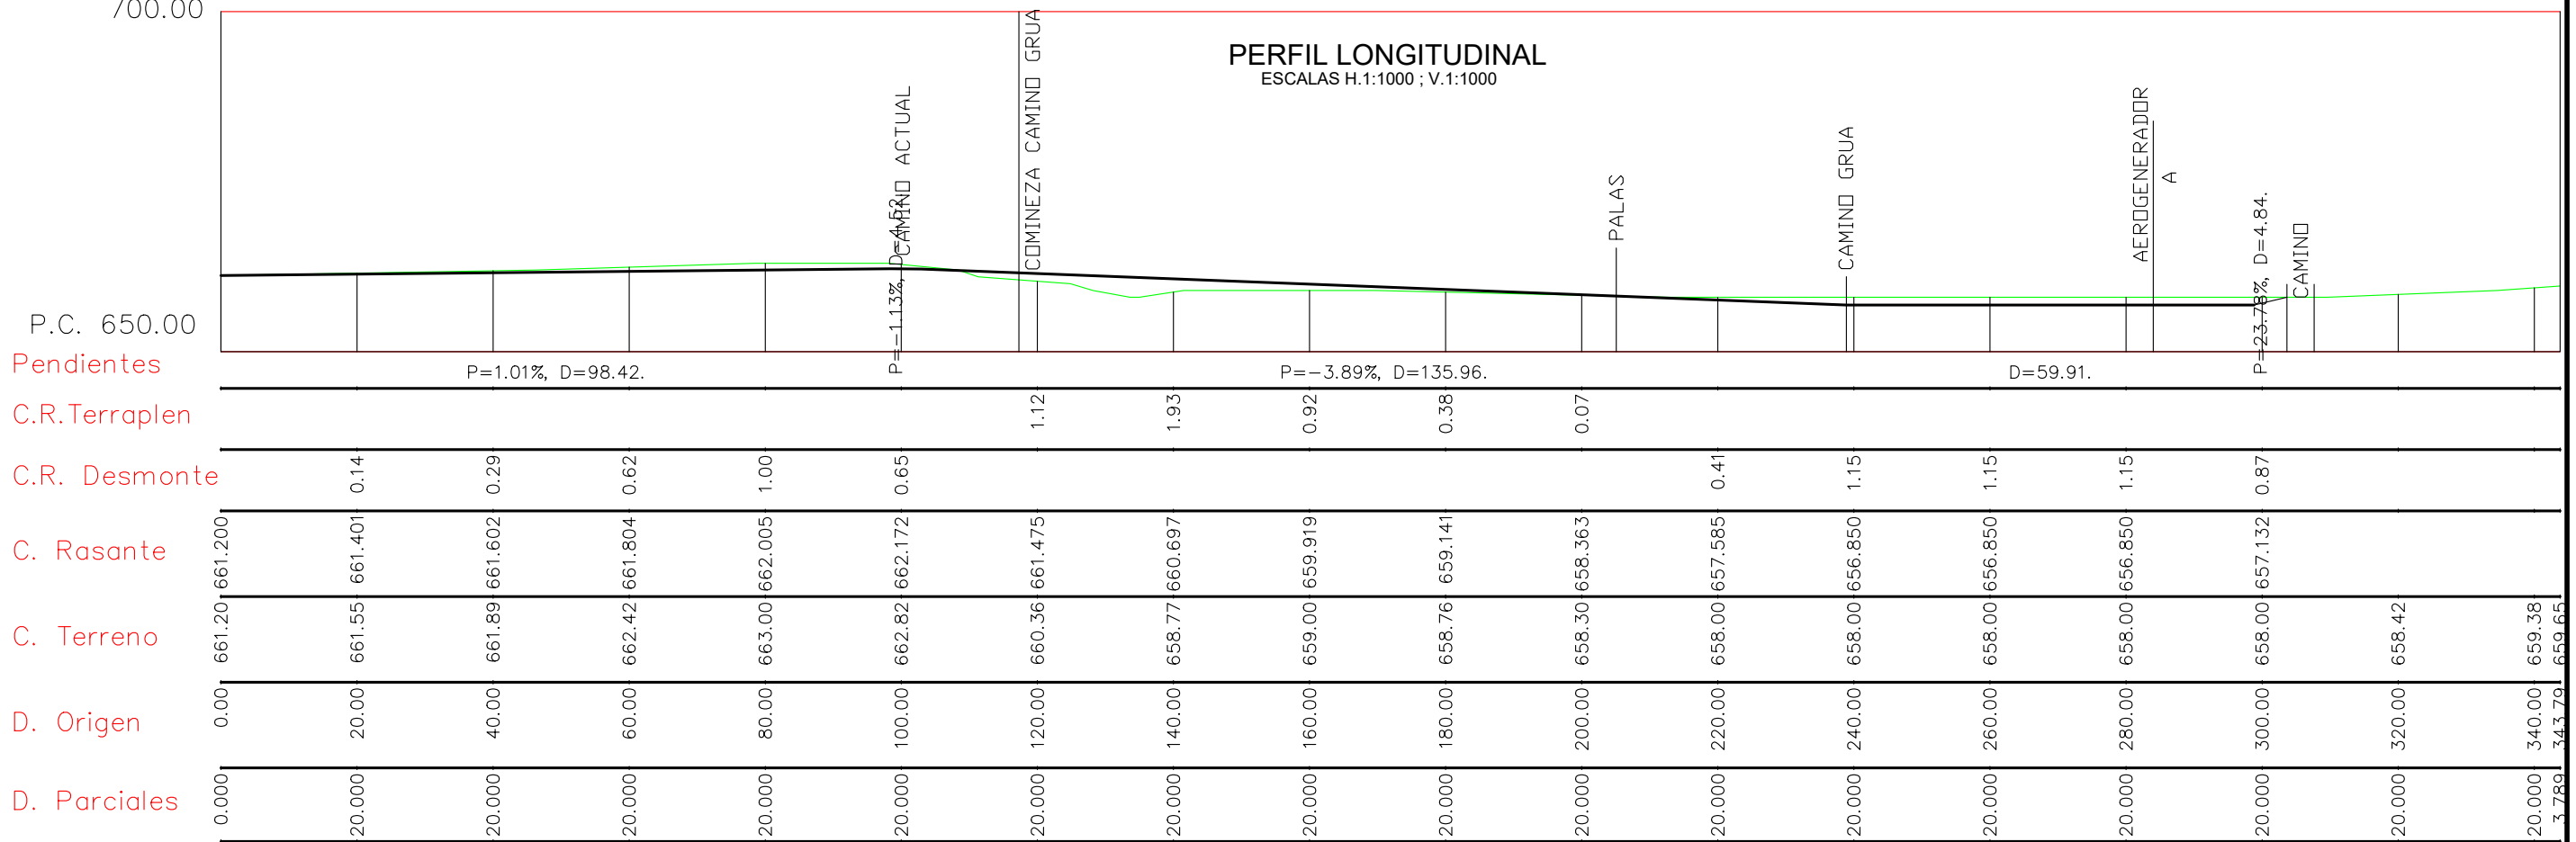 700.00
PERFIL LONGITUDINAL
ESCALAS H.1:1000 ; V.1:1000
CAMINO ACTUAL
COMINEZA CAMINO GRUA
PALAS
CAMINO GRUA
AEROGENERADOR
A
CAMINO
P.C. 650.00
Pendientes
P=1.01%, D=98.42.
P=-1.13%, D=4.52.
P=-3.89%, D=135.96.
D=59.91.
P=23.78%, D=4.84.
C.R.Terraplen
1.12 1.93 0.92 0.38 0.07
C.R. Desmonte
0.14 0.29 0.62 1.00 0.65 0.41 1.15 1.15 1.15 0.87
C. Rasante
661.200 661.401 661.602 661.804 662.005 662.172 661.475 660.697 659.919 659.141 658.363 657.585 656.850 656.850 656.850 657.132
C. Terreno
661.20 661.55 661.89 662.42 663.00 662.82 660.36 658.77 659.00 658.76 658.30 658.00 658.00 658.00 658.00 658.00 658.42 659.38 659.65
D. Origen
0.00 20.00 40.00 60.00 80.00 100.00 120.00 140.00 160.00 180.00 200.00 220.00 240.00 260.00 280.00 300.00 320.00 340.00 343.79
D. Parciales
0.000 20.000 20.000 20.000 20.000 20.000 20.000 20.000 20.000 20.000 20.000 20.000 20.000 20.000 20.000 20.000 20.000 20.000 3.789